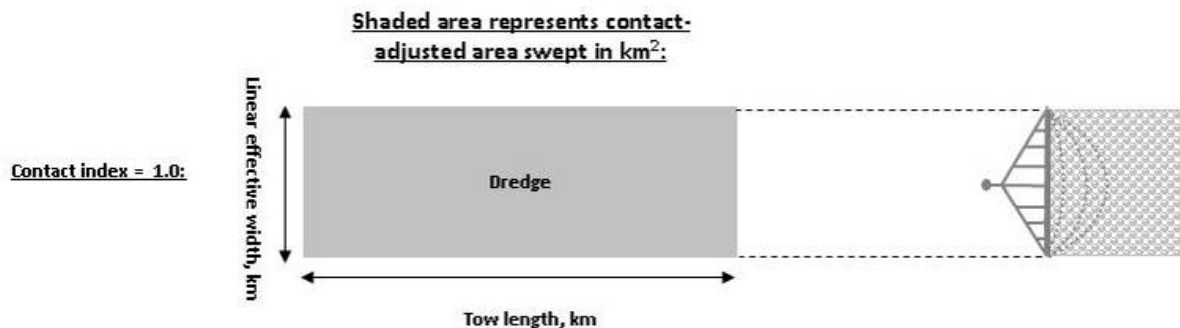 Shaded area represents contact-
adjusted area swept in km²:
Linear effective width, km
Contact index = 1.0:
Dredge
Tow length, km